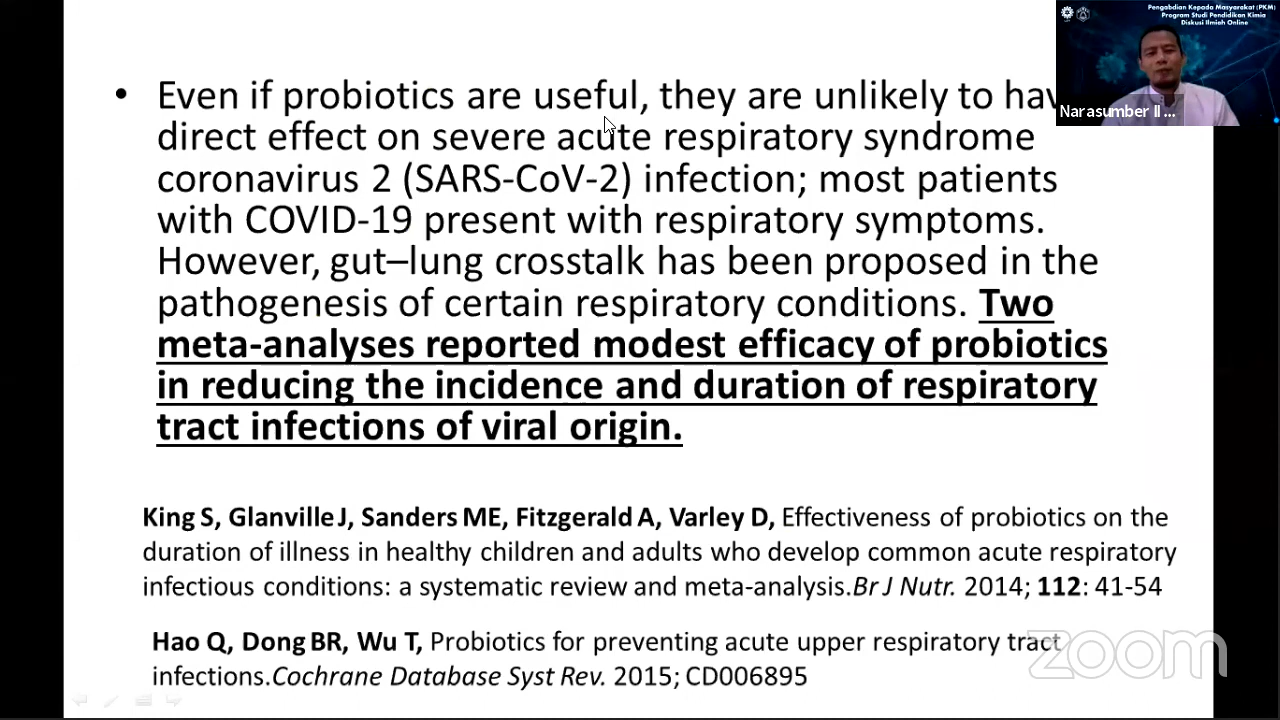 Pengabdian Kepada Masyarakat (PKM)
Program Studi Pendidikan Kimia
Diskusi Ilmiah Online
Narasumber II ...
• Even if probiotics are useful, they are unlikely to
direct effect on severe acute respiratory syndrome
coronavirus 2 (SARS-CoV-2) infection; most patients
with COVID-19 present with respiratory symptoms.
However, gut–lung crosstalk has been proposed in the
pathogenesis of certain respiratory conditions. Two
meta-analyses reported modest efficacy of probiotics
in reducing the incidence and duration of respiratory
tract infections of viral origin.
King S, Glanville J, Sanders ME, Fitzgerald A, Varley D, Effectiveness of probiotics on the
duration of illness in healthy children and adults who develop common acute respiratory
infectious conditions: a systematic review and meta-analysis.Br J Nutr. 2014; 112: 41-54
Hao Q, Dong BR, Wu T, Probiotics for preventing acute upper respiratory tract
infections.Cochrane Database Syst Rev. 2015; CD006895
zoom